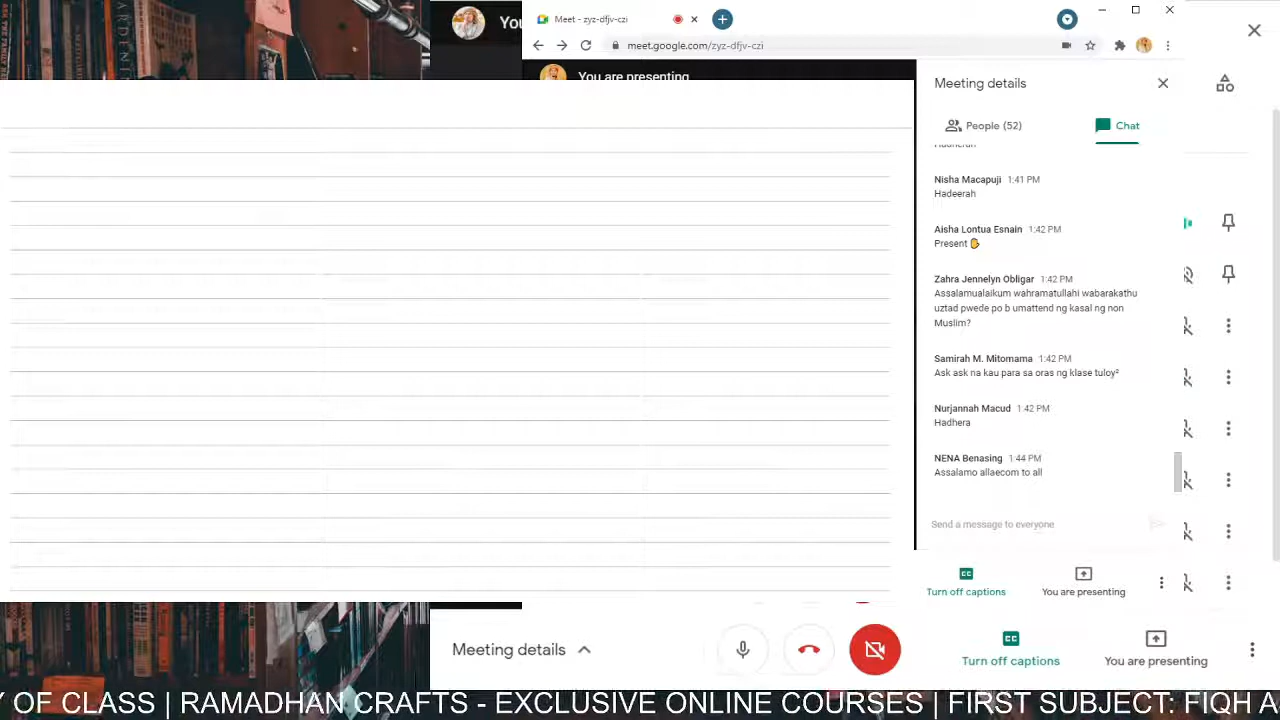 You
Meet - zyz-dfjv-czi
meet.google.com/zyz-dfjv-czi
You are presenting
Meeting details
People (52)
Chat
Nisha Macapuji 1:41 PM
Hadeerah
Aisha Lontua Esnain 1:42 PM
Present
Zahra Jennelyn Obligar 1:42 PM
Assalamualaikum wahramatullahi wabarakathu
uztad pwede po b umattend ng kasal ng non
Muslim?
Samirah M. Mitomama 1:42 PM
Ask ask na kau para sa oras ng klase tuloy²
Nurjannah Macud 1:42 PM
Hadhera
NENA Benasing 1:44 PM
Assalamo allaecom to all
Send a message to everyone
CC
Turn off captions
You are presenting
Meeting details
CC
Turn off captions
You are presenting
Y OF CLASS | RAMADHAN CRAFTS - EXCLUSIVE ONLINE COURSES | FIRST SUBJECT: FIQH A